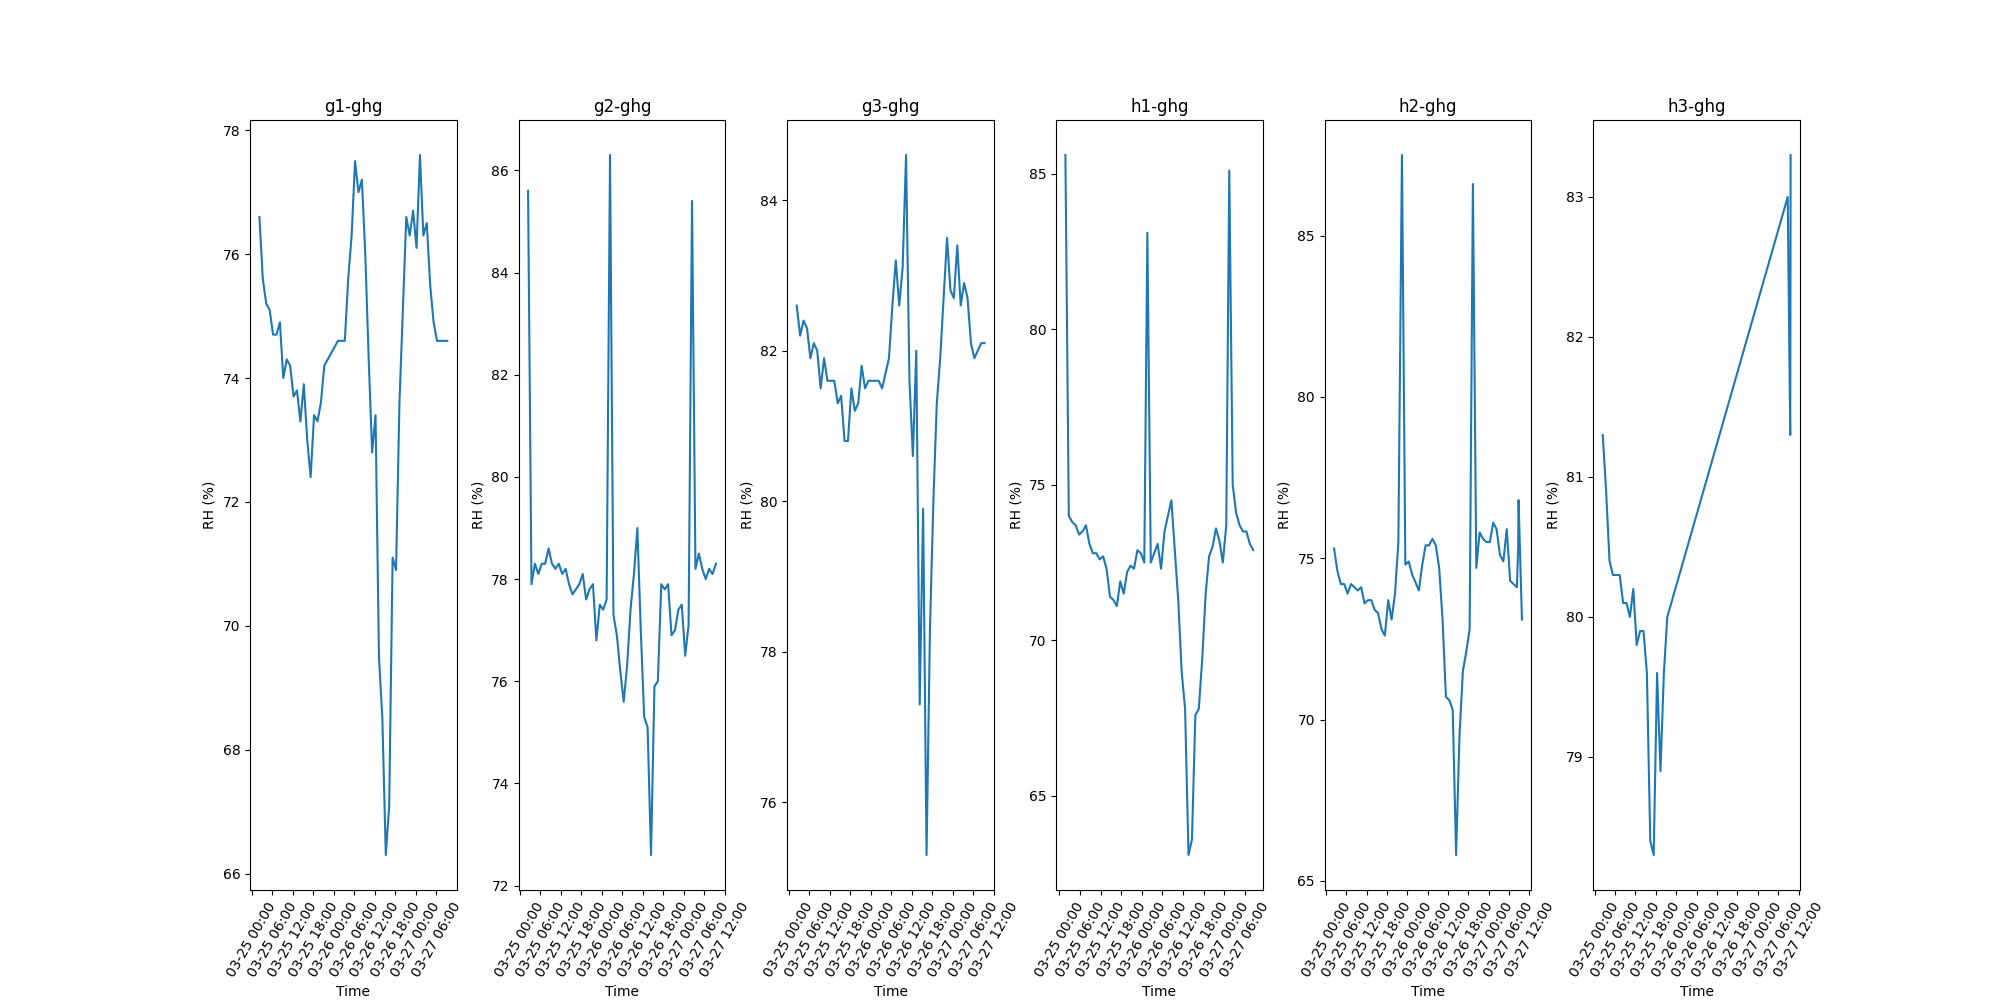 g1-ghg g2-ghg g3-ghg h1-ghg h2-ghg h3-ghg
RH (%)
78
76
74
72
70
68
66
RH (%)
86
84
82
80
78
76
74
72
RH (%)
84
82
80
78
76
RH (%)
85
80
75
70
65
RH (%)
85
80
75
70
65
RH (%)
83
82
81
80
79
03-25 00:00 03-25 06:00 03-25 12:00 03-25 18:00 03-26 00:00 03-26 06:00 03-26 12:00 03-26 18:00 03-27 00:00 03-27 06:00
03-25 00:00 03-25 06:00 03-25 12:00 03-25 18:00 03-26 00:00 03-26 06:00 03-26 12:00 03-26 18:00 03-27 00:00 03-27 06:00 03-27 12:00
03-25 00:00 03-25 06:00 03-25 12:00 03-25 18:00 03-26 00:00 03-26 06:00 03-26 12:00 03-26 18:00 03-27 00:00 03-27 06:00 03-27 12:00
03-25 00:00 03-25 06:00 03-25 12:00 03-25 18:00 03-26 00:00 03-26 06:00 03-26 12:00 03-26 18:00 03-27 00:00 03-27 06:00
03-25 00:00 03-25 06:00 03-25 12:00 03-25 18:00 03-26 00:00 03-26 06:00 03-26 12:00 03-26 18:00 03-27 00:00 03-27 06:00 03-27 12:00
03-25 00:00 03-25 06:00 03-25 12:00 03-25 18:00 03-26 00:00 03-26 06:00 03-26 12:00 03-26 18:00 03-27 00:00 03-27 06:00 03-27 12:00
Time Time Time Time Time Time